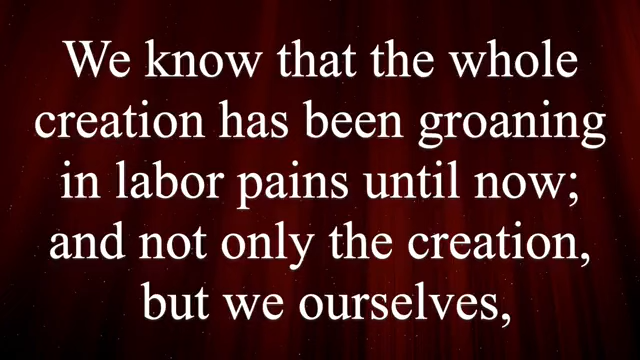 We know that the whole
creation has been groaning
in labor pains until now;
and not only the creation,
but we ourselves,